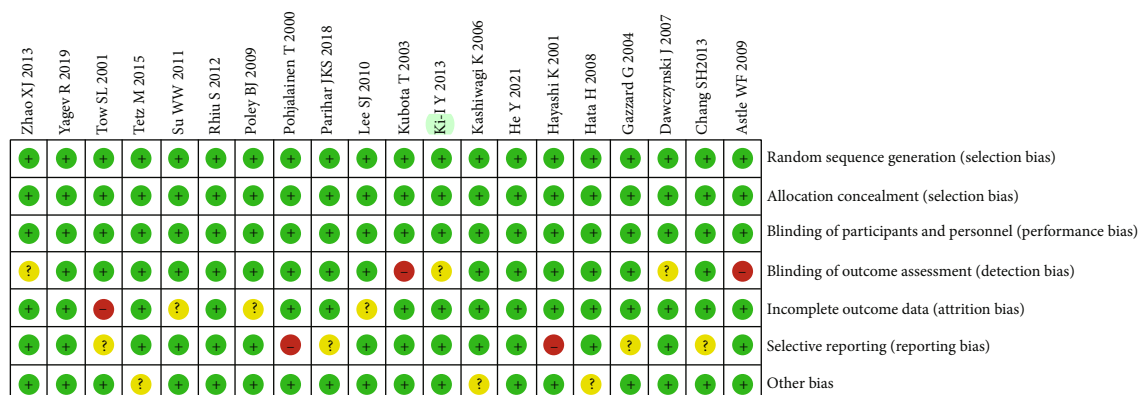 Zhao XJ 2013
Yagev R 2019
Tow SL 2001
Tetz M 2015
Su WW 2011
Rhiu S 2012
Poley BJ 2009
Pohjalainen T 2000
Parihar JKS 2018
Lee SJ 2010
Kubota T 2003
Ki-I Y 2013
Kashiwagi K 2006
He Y 2021
Hayashi K 2001
Hata H 2008
Gazzard G 2004
Dawczynski J 2007
Chang SH2013
Astle WF 2009
+ + + + + + + + + + + + + + + + + + + + Random sequence generation (selection bias)
+ + + + + + + + + + + + + + + + + + + + Allocation concealment (selection bias)
+ + + + + + + + + + + + + + + + + + + + Blinding of participants and personnel (performance bias)
? + + + + + + + + + – ? + + + + + ? + – Blinding of outcome assessment (detection bias)
+ + – + ? + ? + + ? + + + + + + + + + + Incomplete outcome data (attrition bias)
+ + ? + + + + – ? + + + + + – + ? + ? + Selective reporting (reporting bias)
+ + + ? + + + + + + + + ? + + ? + + + + Other bias